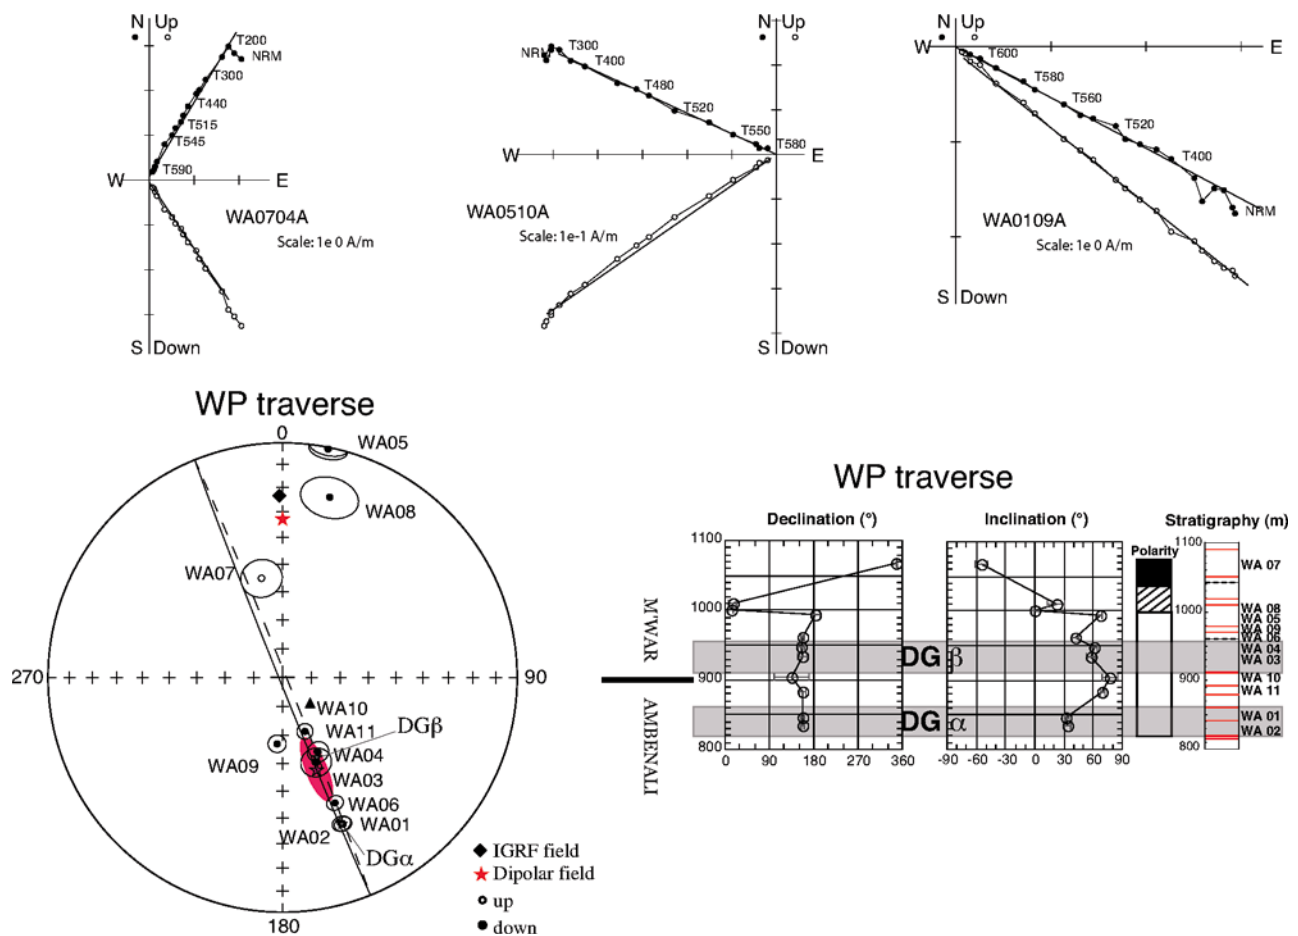 N Up
T200
NRM
T300
T440
T515
T545
T590
W E
WA0704A
Scale: 1e 0 A/m
S Down
N Up
NRM T300
T400
T480
T520
T550
T580
W E
WA0510A
Scale: 1e-1 A/m
S Down
N Up
W E
T600
T580
T560
T520
T400
NRM
WA0109A
Scale: 1e 0 A/m
S Down
WP traverse
0
WA05
WA08
WA07
270 90
WA10
WA11
DGβ
WA04
WA09
WA03
WA06
WA01
WA02
DGα
180
IGRF field
Dipolar field
up
down
WP traverse
Declination (°) Inclination (°) Stratigraphy (m)
1100 1100
Polarity
WA 07
1000 1000
WA 08
WA 05
WA 09
WA 06
WA 04
WA 03
M'WAR
DG β
900 900
WA 10
WA 11
AMBENALI
DG α
WA 01
WA 02
800 800
0 90 180 270 360
-90 -60 -30 0 30 60 90